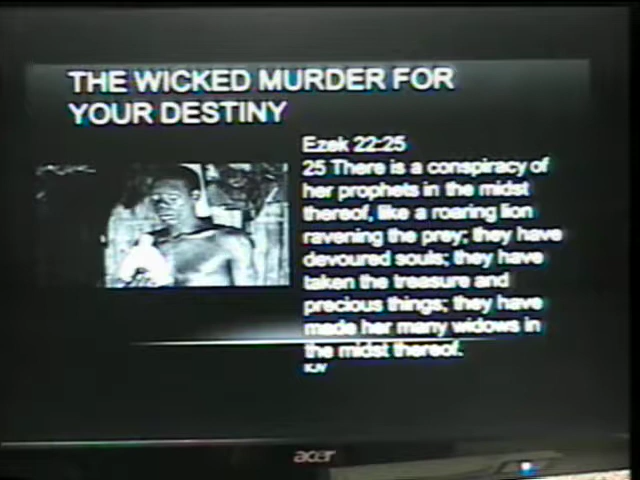 THE WICKED MURDER FOR
YOUR DESTINY
Ezek 22:25
25 There is a conspiracy of
her prophets in the midst
thereof, like a roaring lion
ravening the prey; they have
devoured souls; they have
taken the treasure and
precious things; they have
made her many widows in
the midst thereof.
KJV
acer